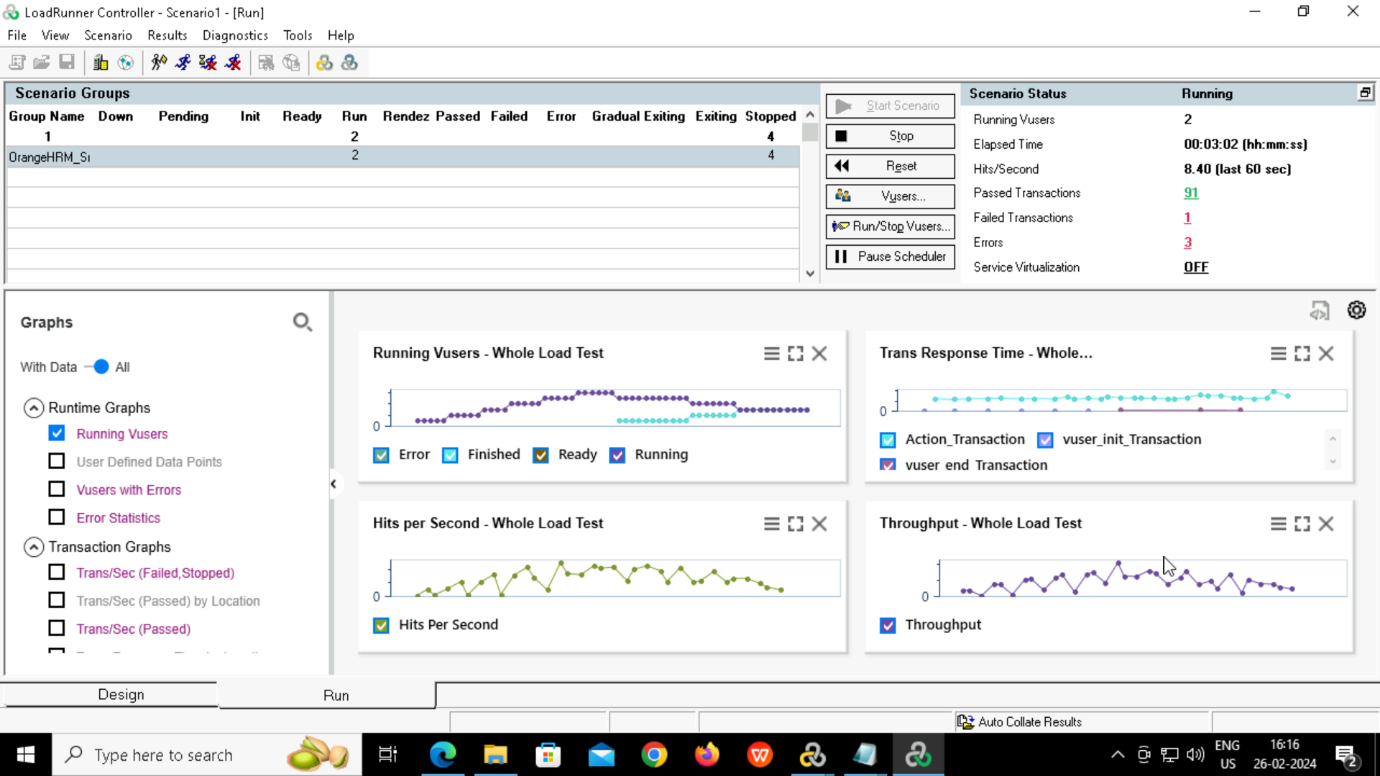 LoadRunner Controller - Scenario1 - [Run]
File View Scenario Results Diagnostics Tools Help
Scenario Groups
Group Name Down Pending Init Ready Run Rendez Passed Failed Error Gradual Exiting Exiting Stopped
1 2 4
OrangeHRM_Si 2 4
Start Scenario
Stop
Reset
Vusers...
Run/Stop Vusers...
Pause Scheduler
Scenario Status Running
Running Vusers 2
Elapsed Time 00:03:02 (hh:mm:ss)
Hits/Second 8.40 (last 60 sec)
Passed Transactions 91
Failed Transactions 1
Errors 3
Service Virtualization OFF
Graphs
With Data All
Runtime Graphs
Running Vusers
User Defined Data Points
Vusers with Errors
Error Statistics
Transaction Graphs
Trans/Sec (Failed,Stopped)
Trans/Sec (Passed) by Location
Trans/Sec (Passed)
Running Vusers - Whole Load Test
0
Error Finished Ready Running
Trans Response Time - Whole...
0
Action_Transaction vuser_init_Transaction
vuser_end_Transaction
Hits per Second - Whole Load Test
0
Hits Per Second
Throughput - Whole Load Test
0
Throughput
Design Run
Auto Collate Results
Type here to search
ENG
US
16:16
26-02-2024
2